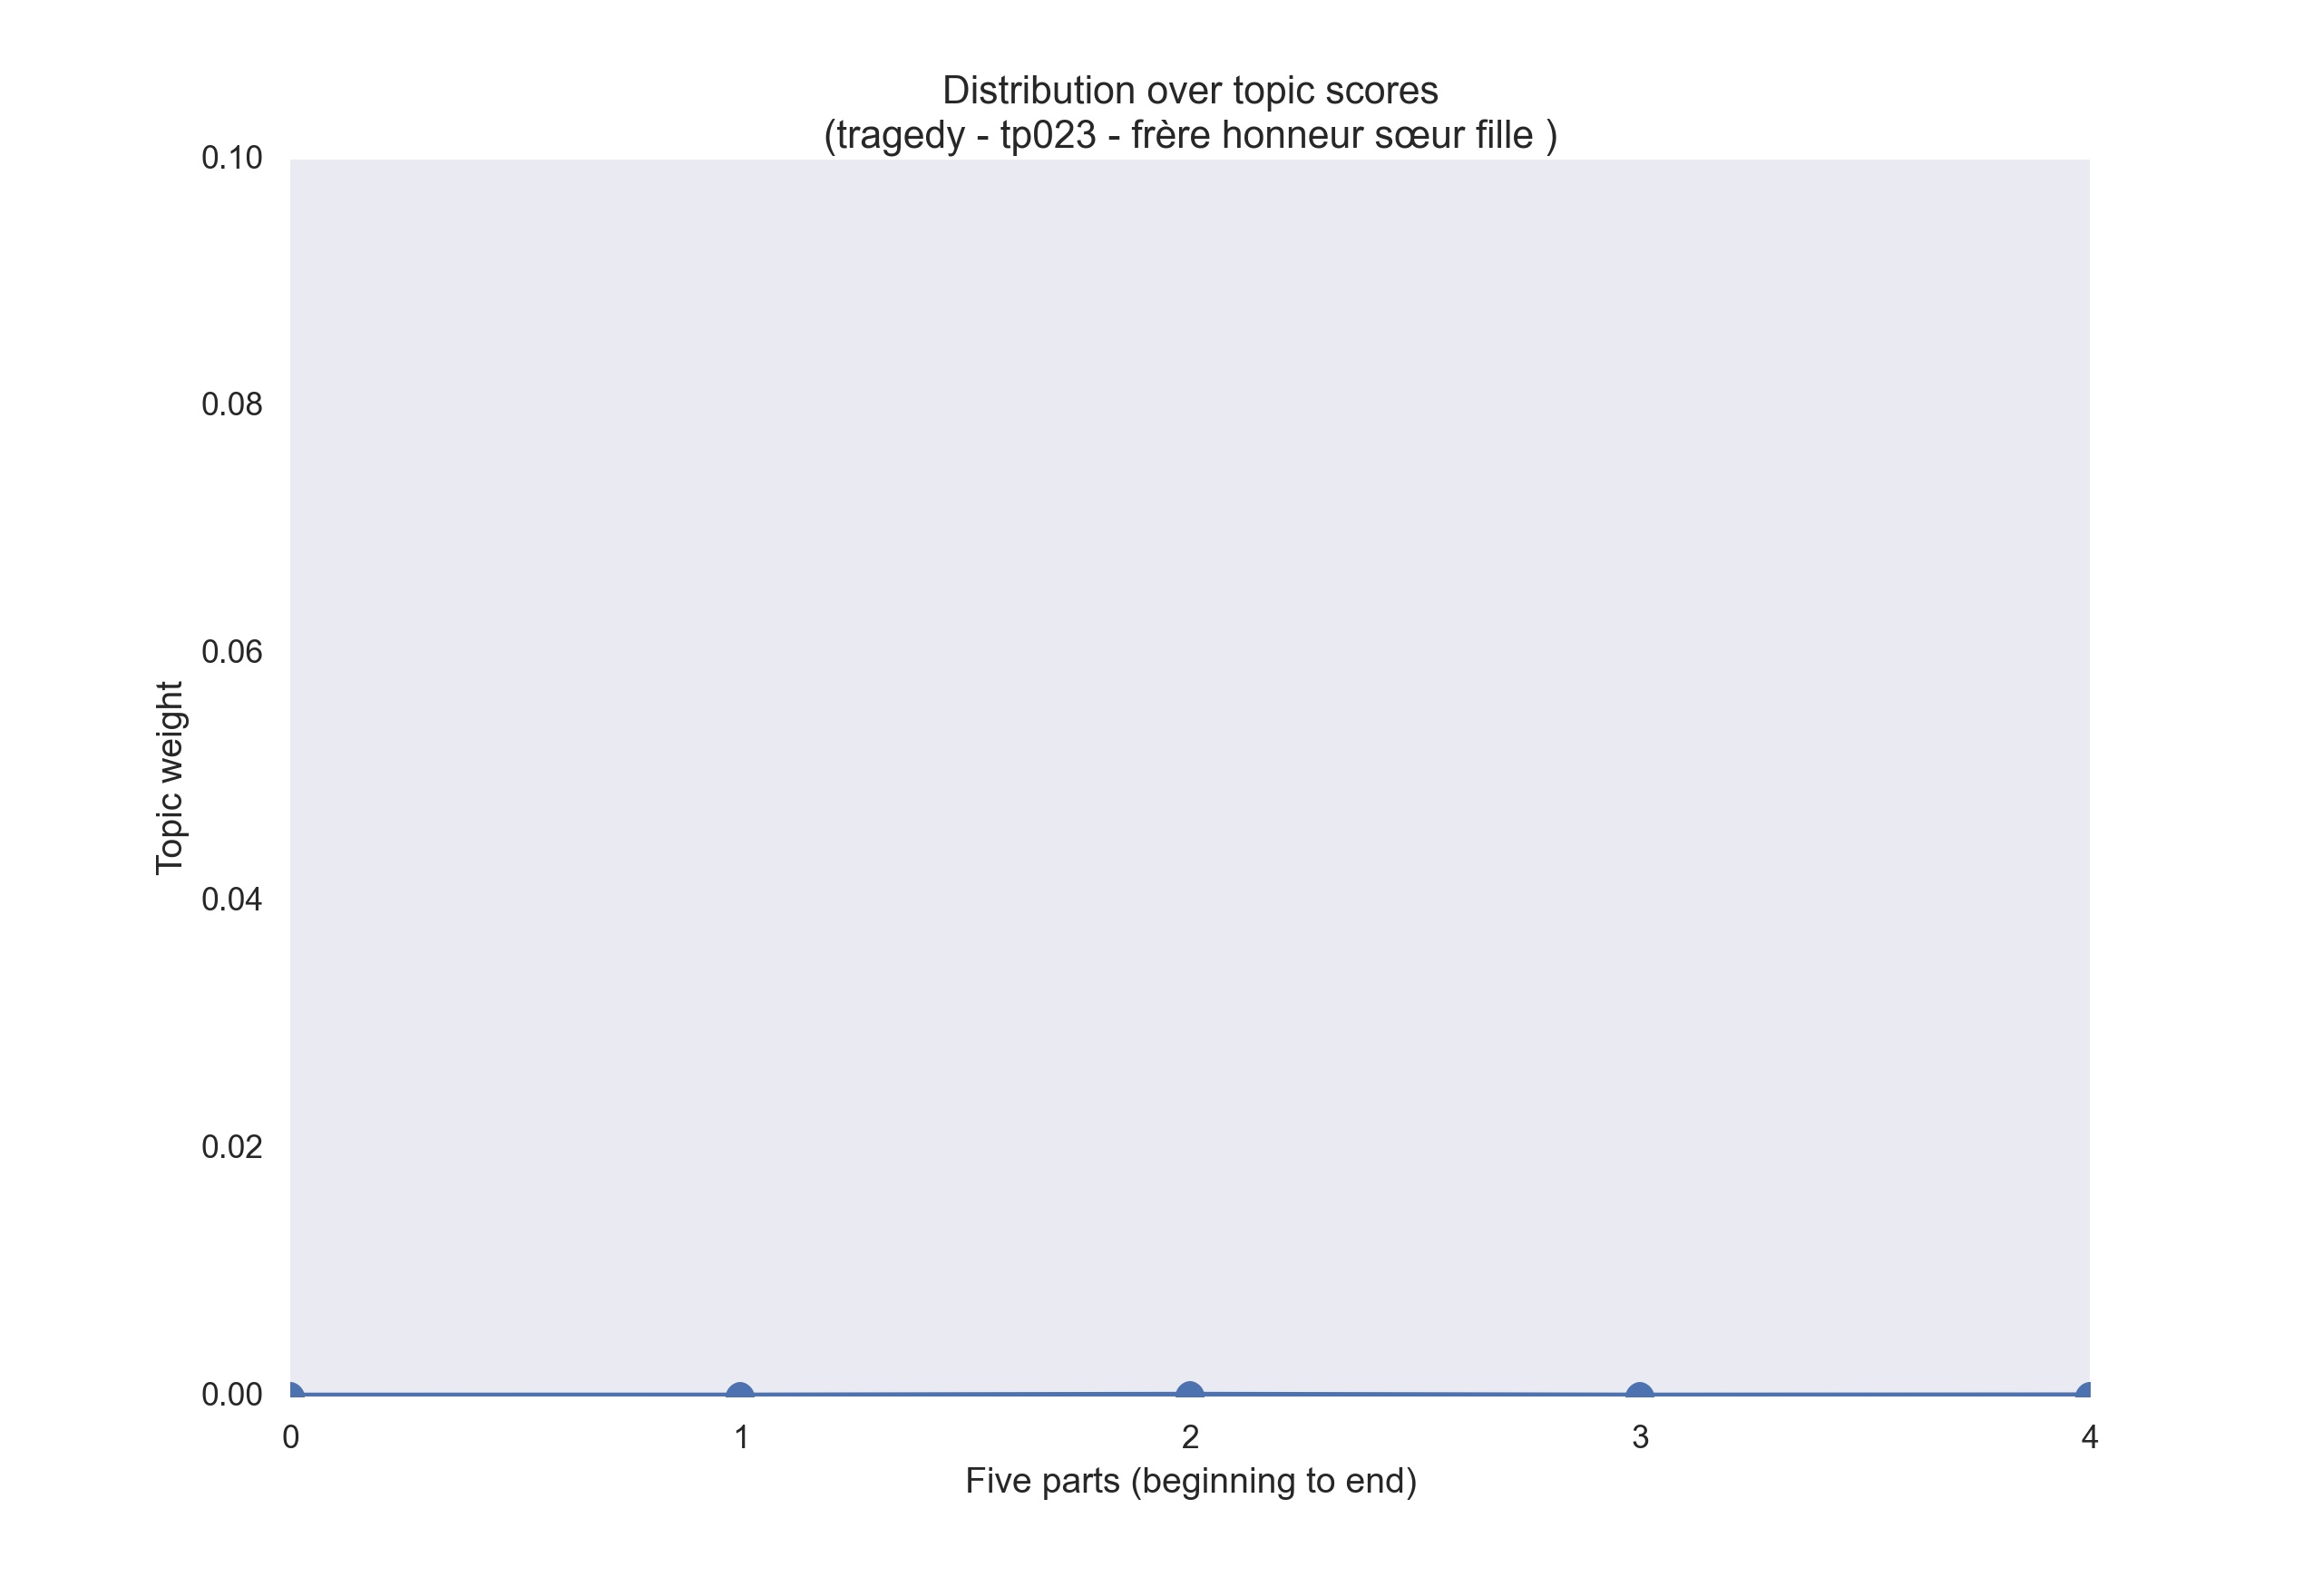 Distribution over topic scores
(tragedy - tp023 - frère honneur sœur fille )
0.10
0.08
0.06
0.04
0.02
0.00
Topic weight
0 1 2 3 4
Five parts (beginning to end)